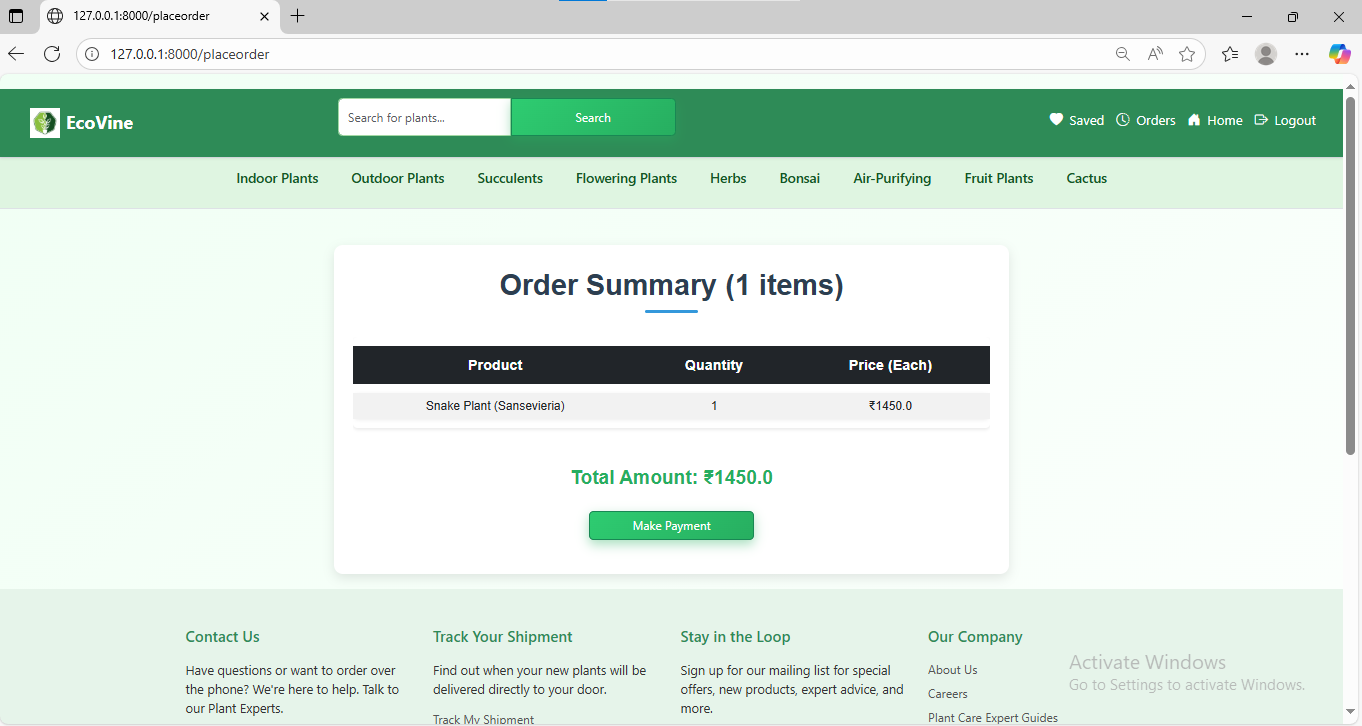 127.0.0.1:8000/placeorder
127.0.0.1:8000/placeorder
EcoVine
Search for plants...
Search
Saved Orders Home Logout
Indoor Plants Outdoor Plants Succulents Flowering Plants Herbs Bonsai Air-Purifying Fruit Plants Cactus
Order Summary (1 items)
Product Quantity Price (Each)
Snake Plant (Sansevieria) 1 ₹1450.0
Total Amount: ₹1450.0
Make Payment
Contact Us
Have questions or want to order over
the phone? We're here to help. Talk to
our Plant Experts.
Track Your Shipment
Find out when your new plants will be
delivered directly to your door.
Track My Shipment
Stay in the Loop
Sign up for our mailing list for special
offers, new products, expert advice, and
more.
Our Company
About Us
Careers
Plant Care Expert Guides
Activate Windows
Go to Settings to activate Windows.